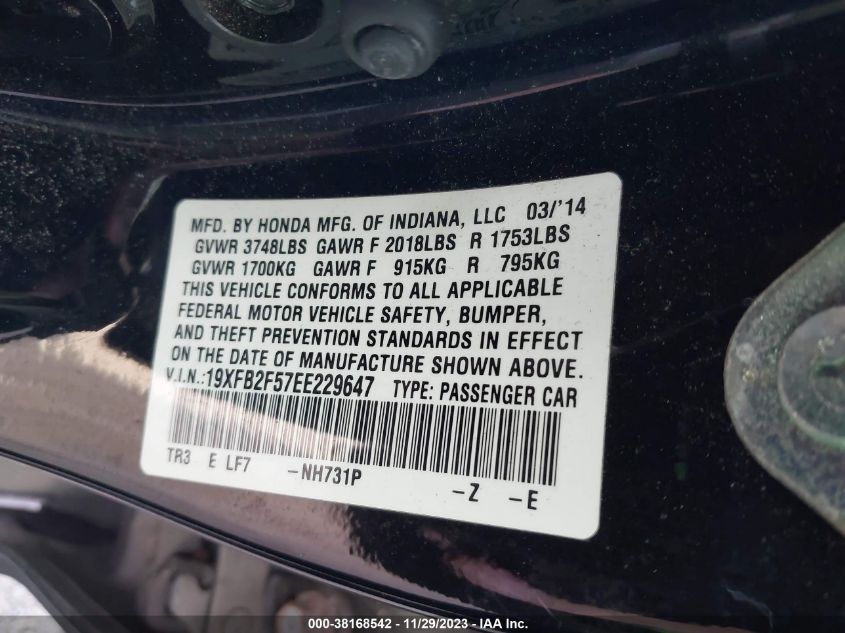 MFD. BY HONDA MFG. OF INDIANA, LLC 03/'14
GVWR 3748LBS GAWR F 2018LBS R 1753LBS
GVWR 1700KG GAWR F 915KG R 795KG
THIS VEHICLE CONFORMS TO ALL APPLICABLE
FEDERAL MOTOR VEHICLE SAFETY, BUMPER,
AND THEFT PREVENTION STANDARDS IN EFFECT
ON THE DATE OF MANUFACTURE SHOWN ABOVE.
V.I.N.:19XFB2F57EE229647 TYPE: PASSENGER CAR
TR3 E LF7 -NH731P -Z -E
000-38168542 - 11/29/2023 - IAA Inc.